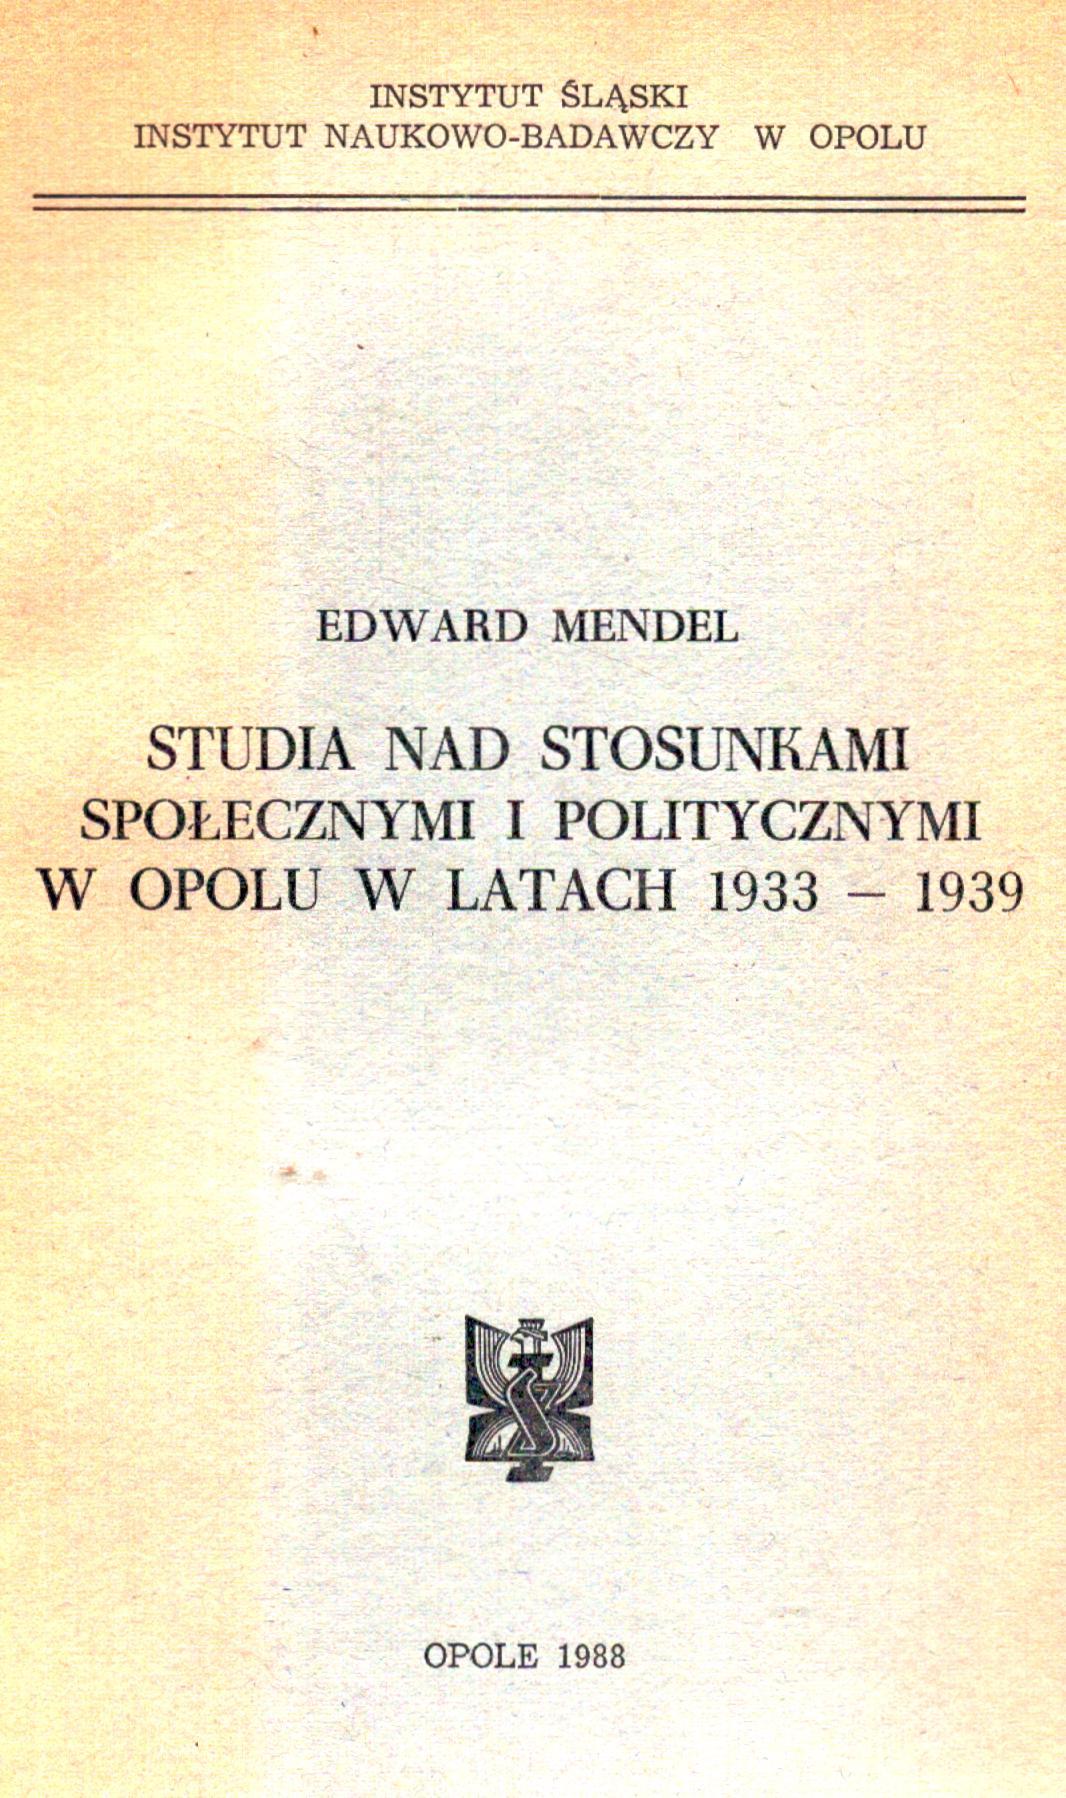 INSTYTUT ŚLĄSKI
INSTYTUT NAUKOWO-BADAWCZY W OPOLU
EDWARD MENDEL
STUDIA NAD STOSUNKAMI
SPOŁECZNYMI I POLITYCZNYMI
W OPOLU W LATACH 1933 — 1939
OPOLE 1988